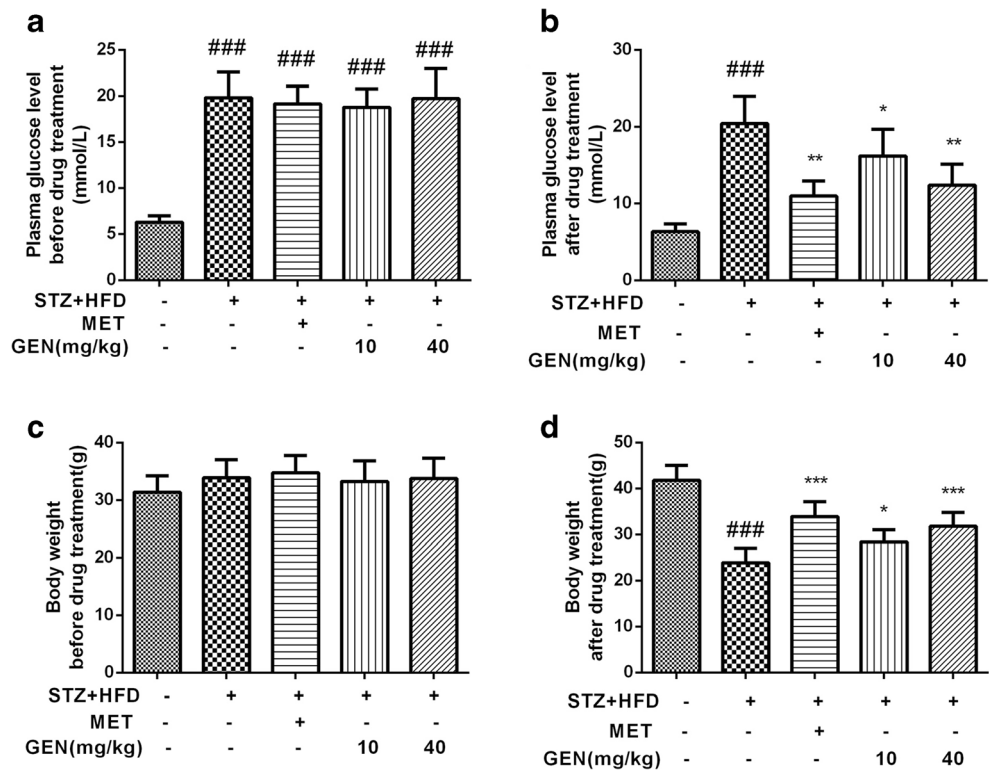 a
Plasma glucose level
before drug treatment
(mmol/L)
25
20
15
10
5
0
### ### ### ###
STZ+HFD - + + + +
MET - - + - -
GEN(mg/kg) - - - 10 40
b
Plasma glucose level
after drug treatment
(mmol/L)
30
20
10
0
### ** * **
STZ+HFD - + + + +
MET - - + - -
GEN(mg/kg) - - - 10 40
c
Body weight
before drug treatment(g)
40
30
20
10
0
STZ+HFD - + + + +
MET - - + - -
GEN(mg/kg) - - - 10 40
d
Body weight
after drug treatment(g)
50
40
30
20
10
0
### *** * ***
STZ+HFD - + + + +
MET - - + - -
GEN(mg/kg) - - - 10 40